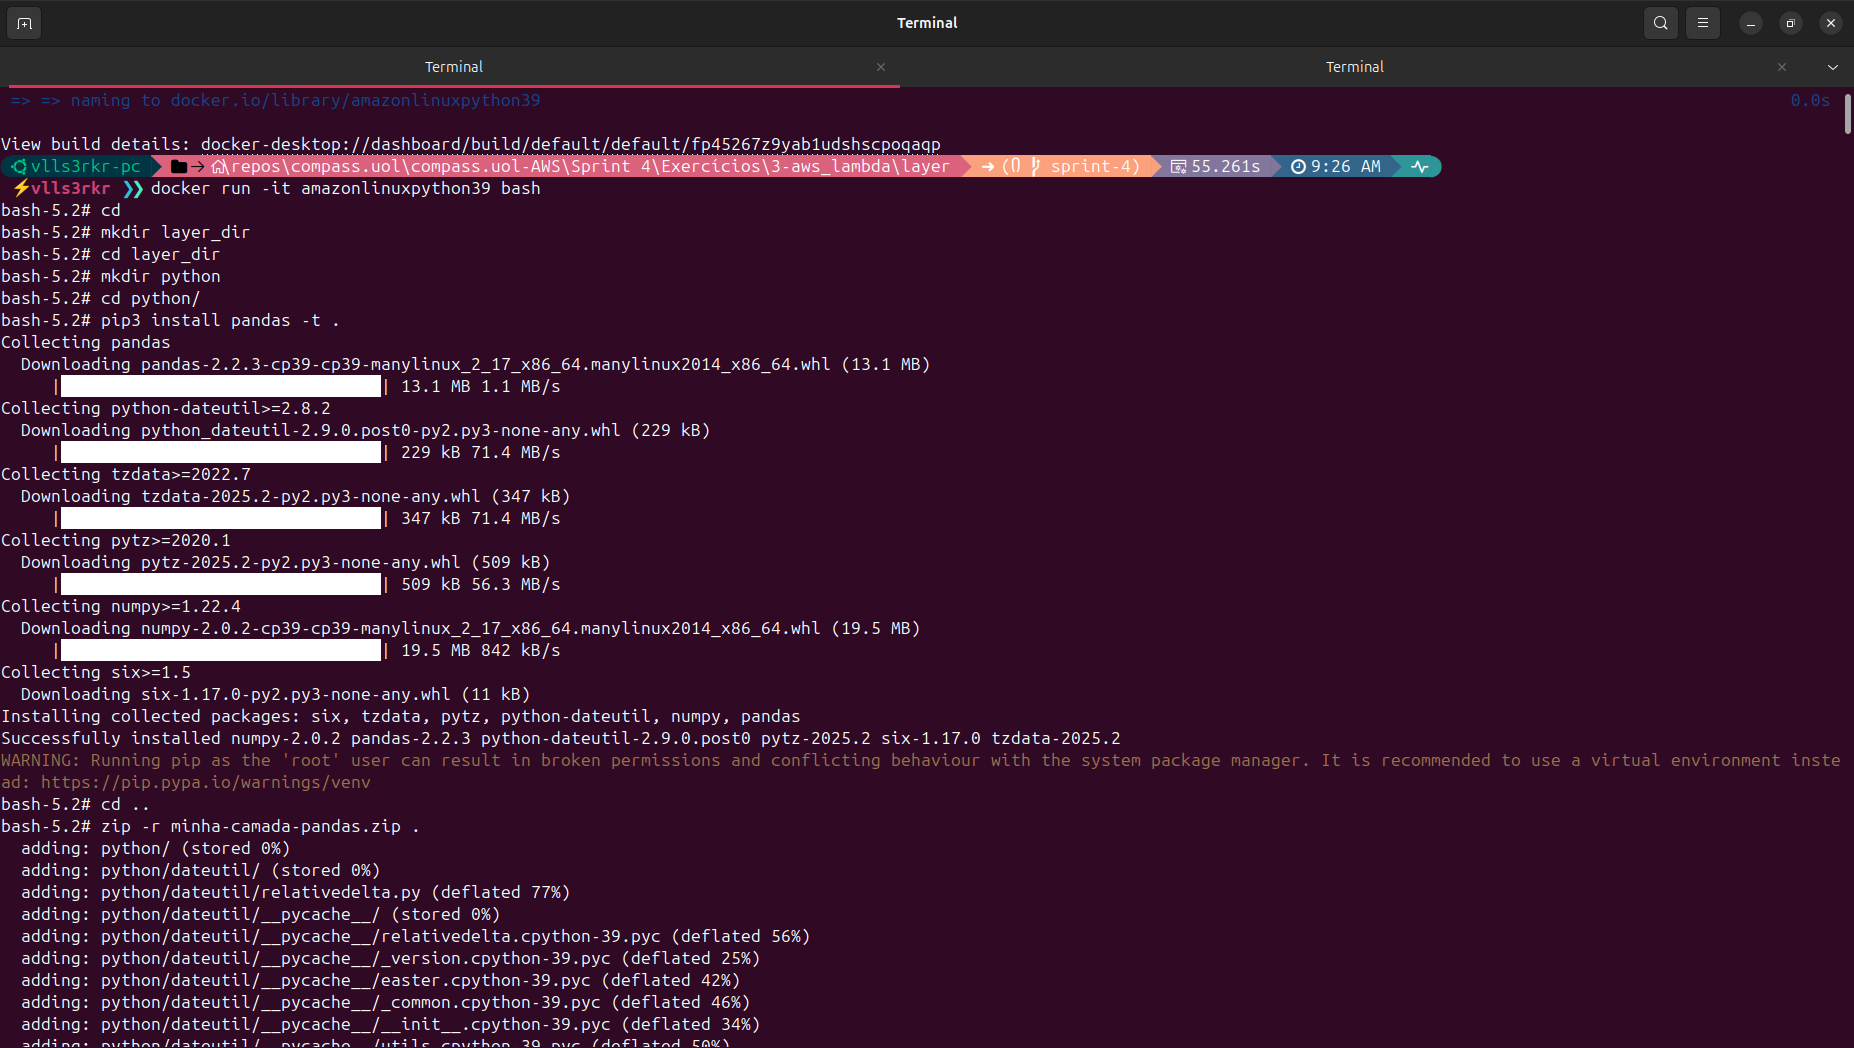 Terminal
Terminal
Terminal
=> => naming to docker.io/library/amazonlinuxpython39 0.0s
View build details: docker-desktop://dashboard/build/default/default/fp45267z9yab1udshscpoqaqp
vlls3rkr-pc \repos\compass.uol\compass.uol-AWS\Sprint 4\Exercícios\3-aws_lambda\layer ( sprint-4) 55.261s 9:26 AM
vlls3rkr ❯❯ docker run -it amazonlinuxpython39 bash
bash-5.2# cd
bash-5.2# mkdir layer_dir
bash-5.2# cd layer_dir
bash-5.2# mkdir python
bash-5.2# cd python/
bash-5.2# pip3 install pandas -t .
Collecting pandas
Downloading pandas-2.2.3-cp39-cp39-manylinux_2_17_x86_64.manylinux2014_x86_64.whl (13.1 MB)
| | 13.1 MB 1.1 MB/s
Collecting python-dateutil>=2.8.2
Downloading python_dateutil-2.9.0.post0-py2.py3-none-any.whl (229 kB)
| | 229 kB 71.4 MB/s
Collecting tzdata>=2022.7
Downloading tzdata-2025.2-py2.py3-none-any.whl (347 kB)
| | 347 kB 71.4 MB/s
Collecting pytz>=2020.1
Downloading pytz-2025.2-py2.py3-none-any.whl (509 kB)
| | 509 kB 56.3 MB/s
Collecting numpy>=1.22.4
Downloading numpy-2.0.2-cp39-cp39-manylinux_2_17_x86_64.manylinux2014_x86_64.whl (19.5 MB)
| | 19.5 MB 842 kB/s
Collecting six>=1.5
Downloading six-1.17.0-py2.py3-none-any.whl (11 kB)
Installing collected packages: six, tzdata, pytz, python-dateutil, numpy, pandas
Successfully installed numpy-2.0.2 pandas-2.2.3 python-dateutil-2.9.0.post0 pytz-2025.2 six-1.17.0 tzdata-2025.2
WARNING: Running pip as the 'root' user can result in broken permissions and conflicting behaviour with the system package manager. It is recommended to use a virtual environment inste
ad: https://pip.pypa.io/warnings/venv
bash-5.2# cd ..
bash-5.2# zip -r minha-camada-pandas.zip .
adding: python/ (stored 0%)
adding: python/dateutil/ (stored 0%)
adding: python/dateutil/relativedelta.py (deflated 77%)
adding: python/dateutil/__pycache__/ (stored 0%)
adding: python/dateutil/__pycache__/relativedelta.cpython-39.pyc (deflated 56%)
adding: python/dateutil/__pycache__/_version.cpython-39.pyc (deflated 25%)
adding: python/dateutil/__pycache__/easter.cpython-39.pyc (deflated 42%)
adding: python/dateutil/__pycache__/_common.cpython-39.pyc (deflated 46%)
adding: python/dateutil/__pycache__/__init__.cpython-39.pyc (deflated 34%)
adding: python/dateutil/__pycache__/utils.cpython-39.pyc (deflated 50%)